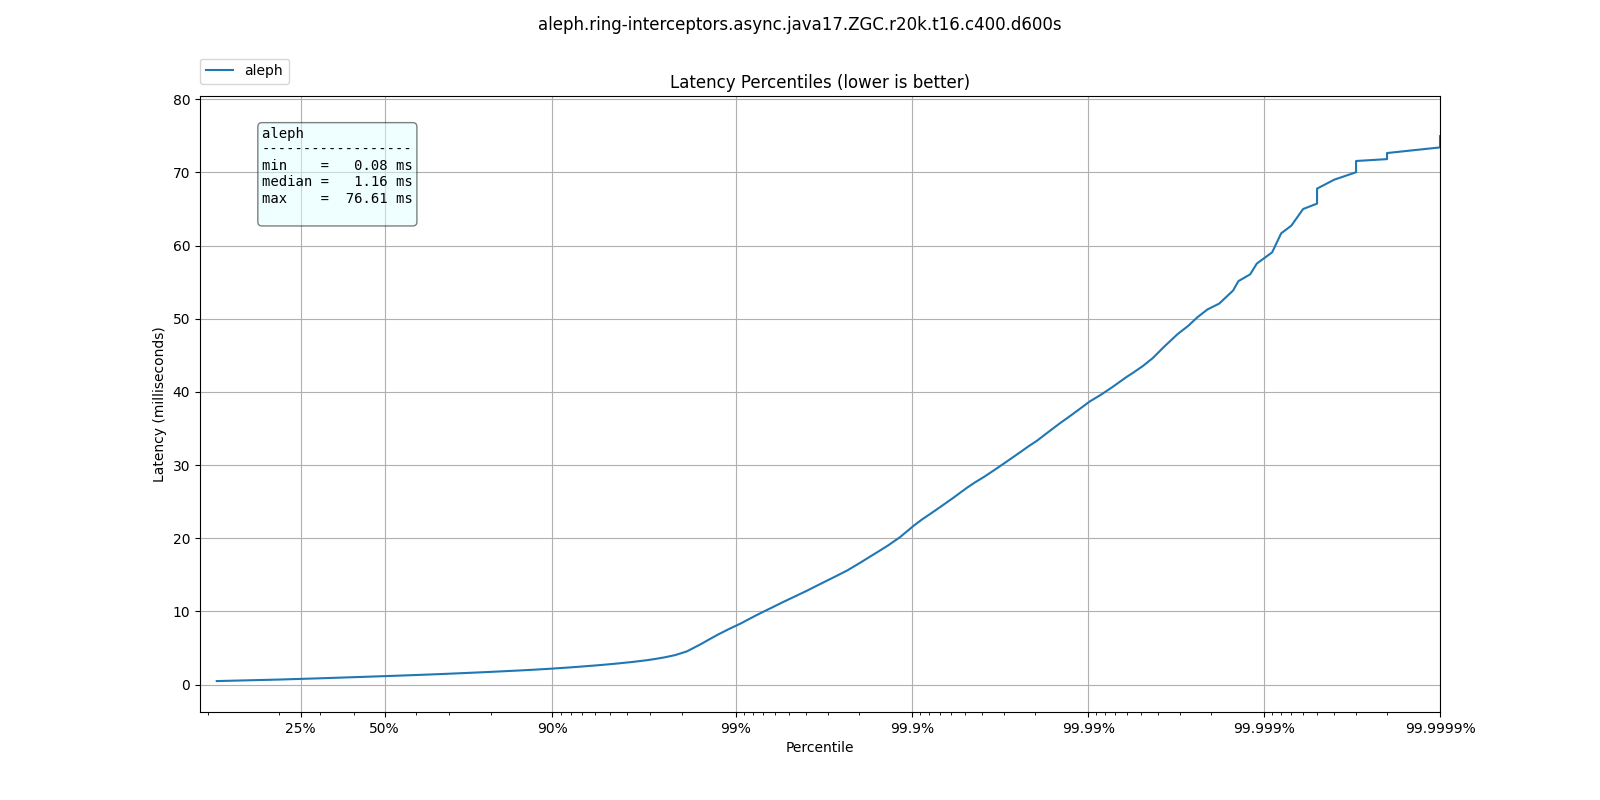 aleph.ring-interceptors.async.java17.ZGC.r20k.t16.c400.d600s
aleph
Latency Percentiles (lower is better)
80
70
60
50
40
30
20
10
0
Latency (milliseconds)
aleph
------------------
min    =   0.08 ms
median =   1.16 ms
max    =  76.61 ms
25% 50% 90% 99% 99.9% 99.99% 99.999% 99.9999%
Percentile